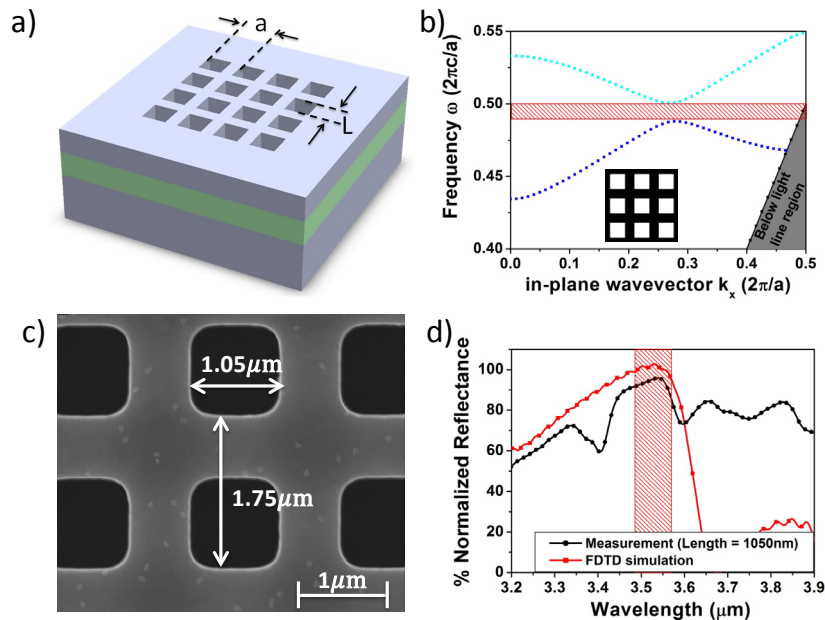 a)
a
L
b)
Frequency ω (2πc/a)
0.55
0.50
0.45
0.40
Below light
line region
0.0 0.1 0.2 0.3 0.4 0.5
in-plane wavevector kₓ (2π/a)
c)
1.05μm
1.75μm
1μm
d)
% Normalized Reflectance
100
80
60
40
20
0
Measurement (Length = 1050nm)
FDTD simulation
3.2 3.3 3.4 3.5 3.6 3.7 3.8 3.9
Wavelength (μm)